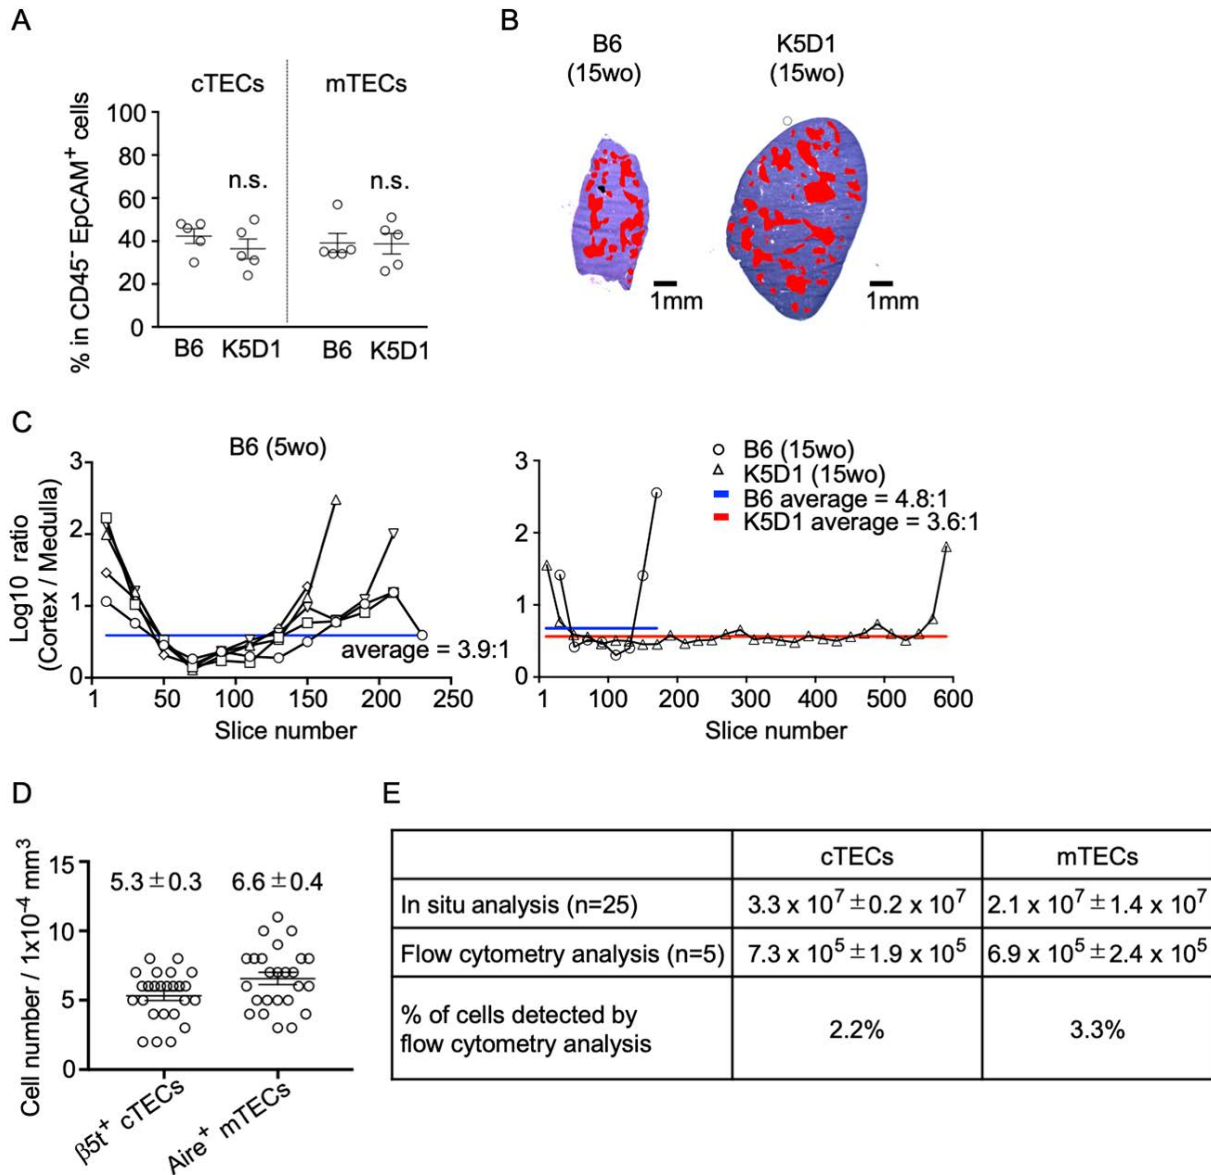 A
cTECs
mTECs
% in CD45⁻ EpCAM⁺ cells
100
80
60
40
20
0
n.s.
n.s.
B6
K5D1
B6
K5D1
B
B6
(15wo)
K5D1
(15wo)
1mm
1mm
C
B6 (5wo)
Log10 ratio
(Cortex / Medulla)
3
2
1
0
average = 3.9:1
1
50
100
150
200
250
Slice number
3
2
1
0
B6 (15wo)
K5D1 (15wo)
B6 average = 4.8:1
K5D1 average = 3.6:1
1
100
200
300
400
500
600
Slice number
D
Cell number / 1x10⁻⁴ mm³
15
10
5
0
5.3 ± 0.3
6.6 ± 0.4
β5t⁺ cTECs
Aire⁺ mTECs
E
cTECs
mTECs
In situ analysis (n=25)
3.3 x 10⁷ ± 0.2 x 10⁷
2.1 x 10⁷ ± 1.4 x 10⁷
Flow cytometry analysis (n=5)
7.3 x 10⁵ ± 1.9 x 10⁵
6.9 x 10⁵ ± 2.4 x 10⁵
% of cells detected by
flow cytometry analysis
2.2%
3.3%